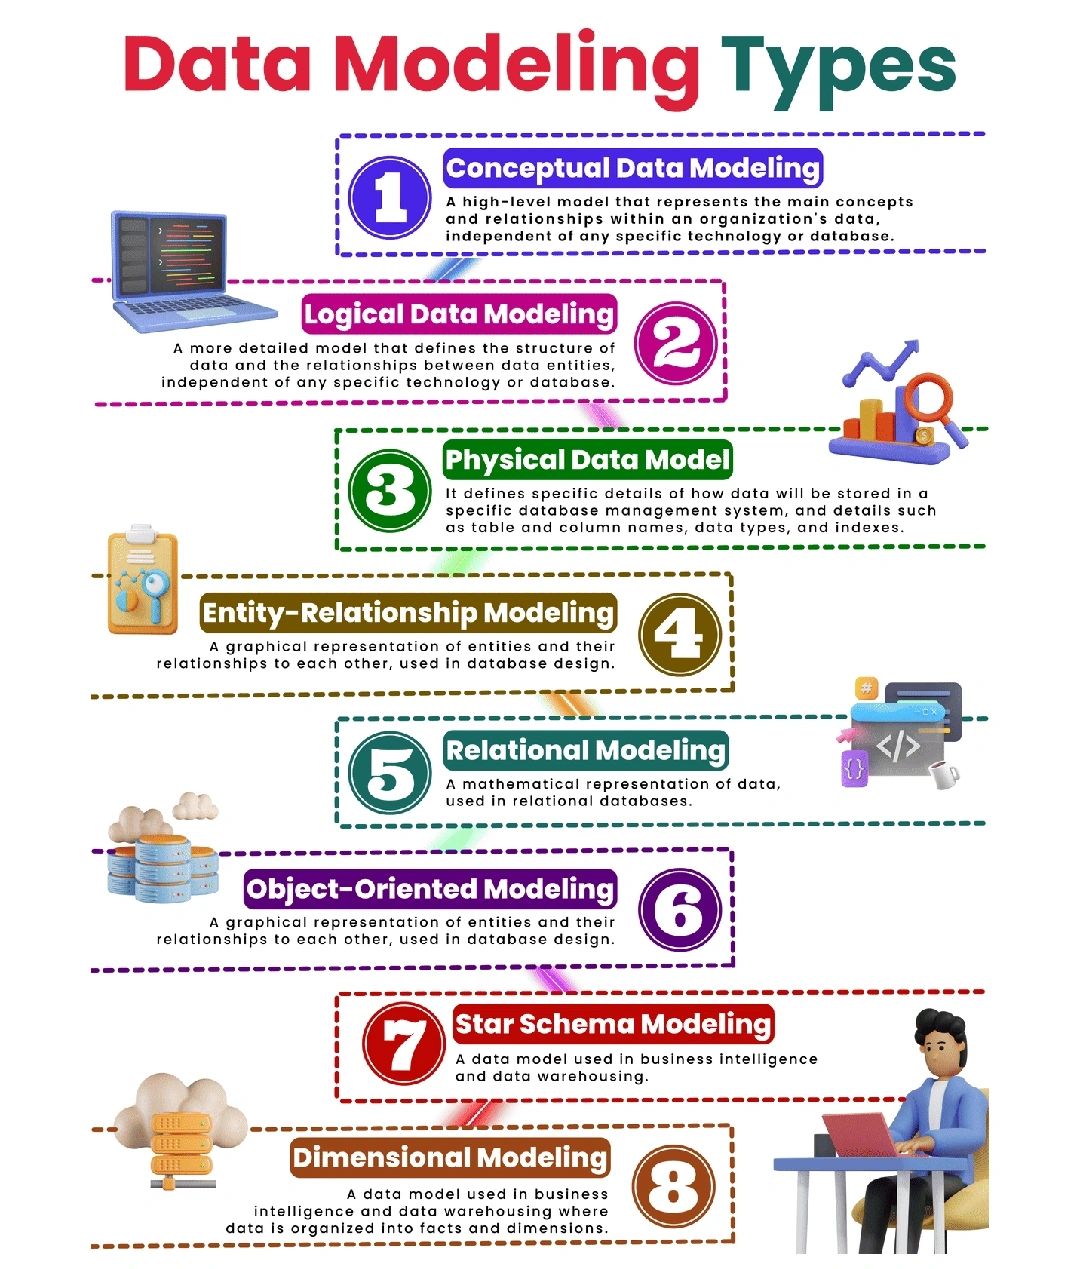 Data Modeling Types
1
Conceptual Data Modeling
A high-level model that represents the main concepts
and relationships within an organization's data,
independent of any specific technology or database.
Logical Data Modeling
2
A more detailed model that defines the structure of
data and the relationships between data entities,
independent of any specific technology or database.
3
Physical Data Model
It defines specific details of how data will be stored in a
specific database management system, and details such
as table and column names, data types, and indexes.
Entity-Relationship Modeling
4
A graphical representation of entities and their
relationships to each other, used in database design.
#
</>
{}
5
Relational Modeling
A mathematical representation of data,
used in relational databases.
Object-Oriented Modeling
6
A graphical representation of entities and their
relationships to each other, used in database design.
7
Star Schema Modeling
A data model used in business intelligence
and data warehousing.
Dimensional Modeling
8
A data model used in business
intelligence and data warehousing where
data is organized into facts and dimensions.